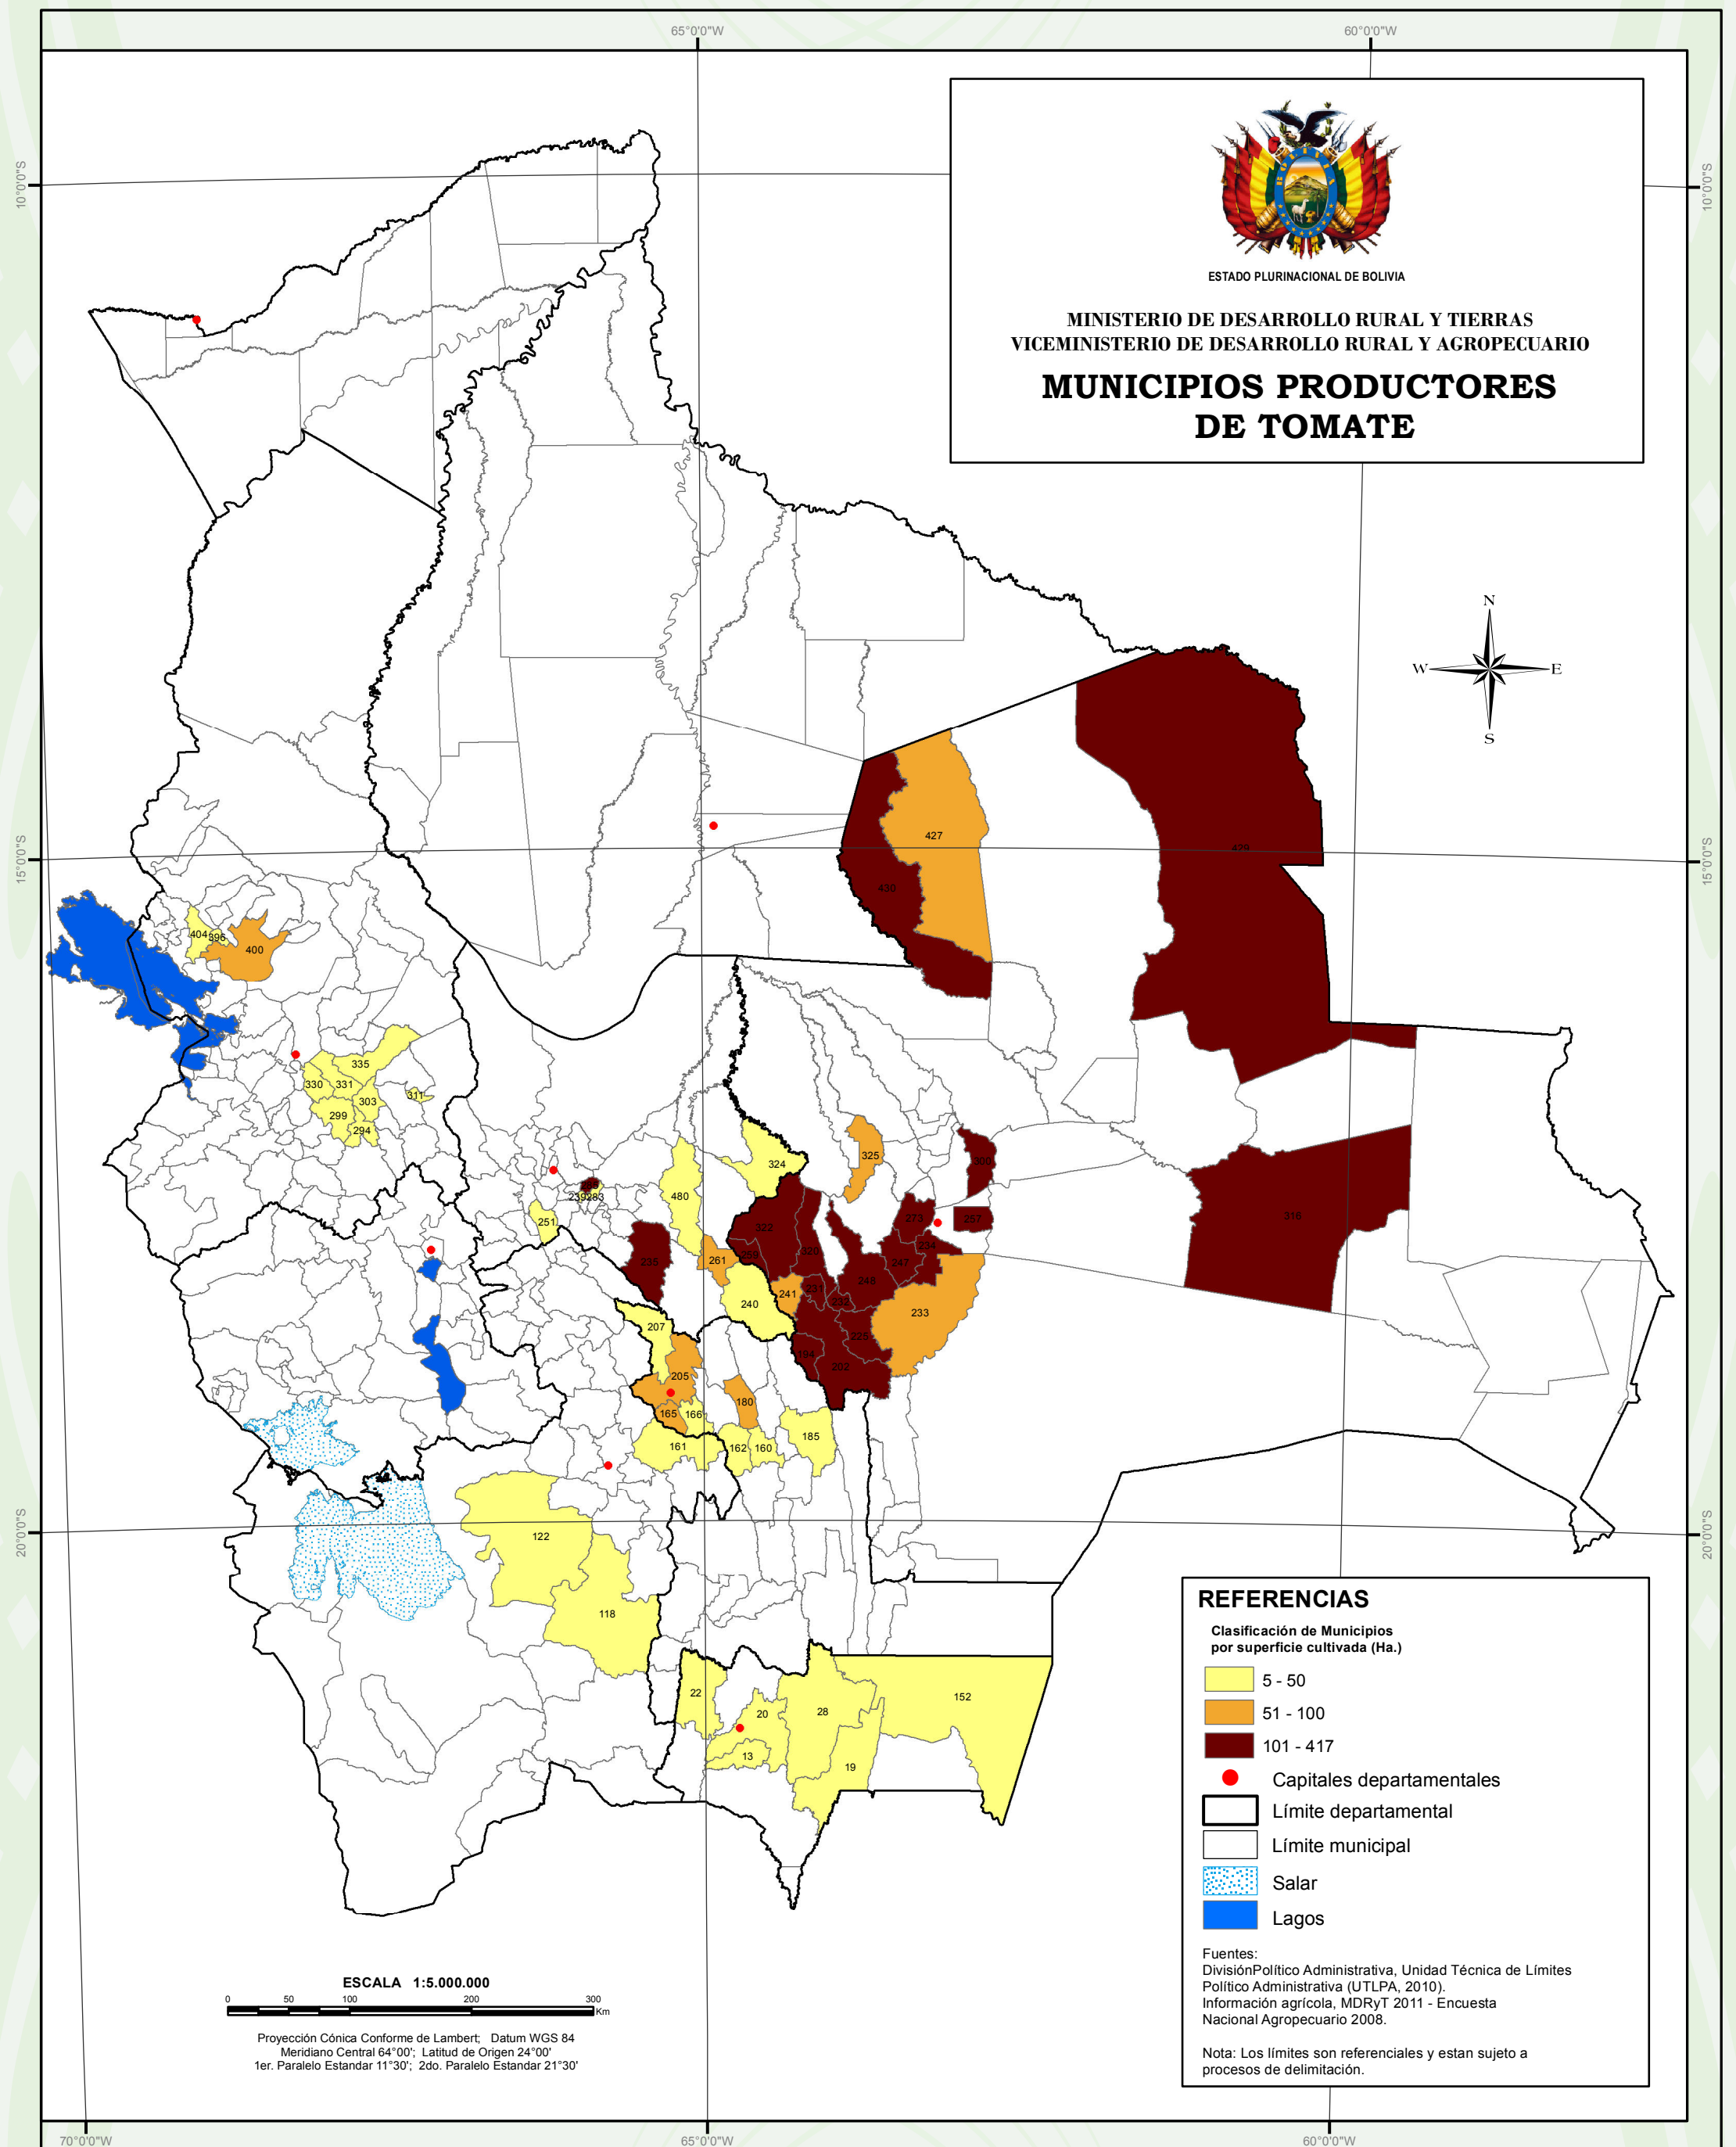 65°0'0"W
60°0'0"W
10°0'0"S
10°0'0"S
ESTADO PLURINACIONAL DE BOLIVIA
MINISTERIO DE DESARROLLO RURAL Y TIERRAS
VICEMINISTERIO DE DESARROLLO RURAL Y AGROPECUARIO
MUNICIPIOS PRODUCTORES
DE TOMATE
N
W
E
S
15°0'0"S
15°0'0"S
427
429
430
404
396
400
335
330
331
303
311
299
294
324
325
300
480
239
283
251
322
273
257
316
234
235
261
259
320
247
248
240
241
231
232
233
207
225
194
202
205
180
165
166
185
161
162
160
20°0'0"S
20°0'0"S
122
118
22
20
28
152
13
19
REFERENCIAS
Clasificación de Municipios
por superficie cultivada (Ha.)
5 - 50
51 - 100
101 - 417
Capitales departamentales
Límite departamental
Límite municipal
Salar
Lagos
Fuentes:
DivisiónPolítico Administrativa, Unidad Técnica de Límites
Político Administrativa (UTLPA, 2010).
Información agrícola, MDRyT 2011 - Encuesta
Nacional Agropecuario 2008.
Nota: Los límites son referenciales y estan sujeto a
procesos de delimitación.
ESCALA 1:5.000.000
0 50 100 200 300
Km
Proyección Cónica Conforme de Lambert; Datum WGS 84
Meridiano Central 64°00'; Latitud de Origen 24°00'
1er. Paralelo Estandar 11°30'; 2do. Paralelo Estandar 21°30'
70°0'0"W
65°0'0"W
60°0'0"W